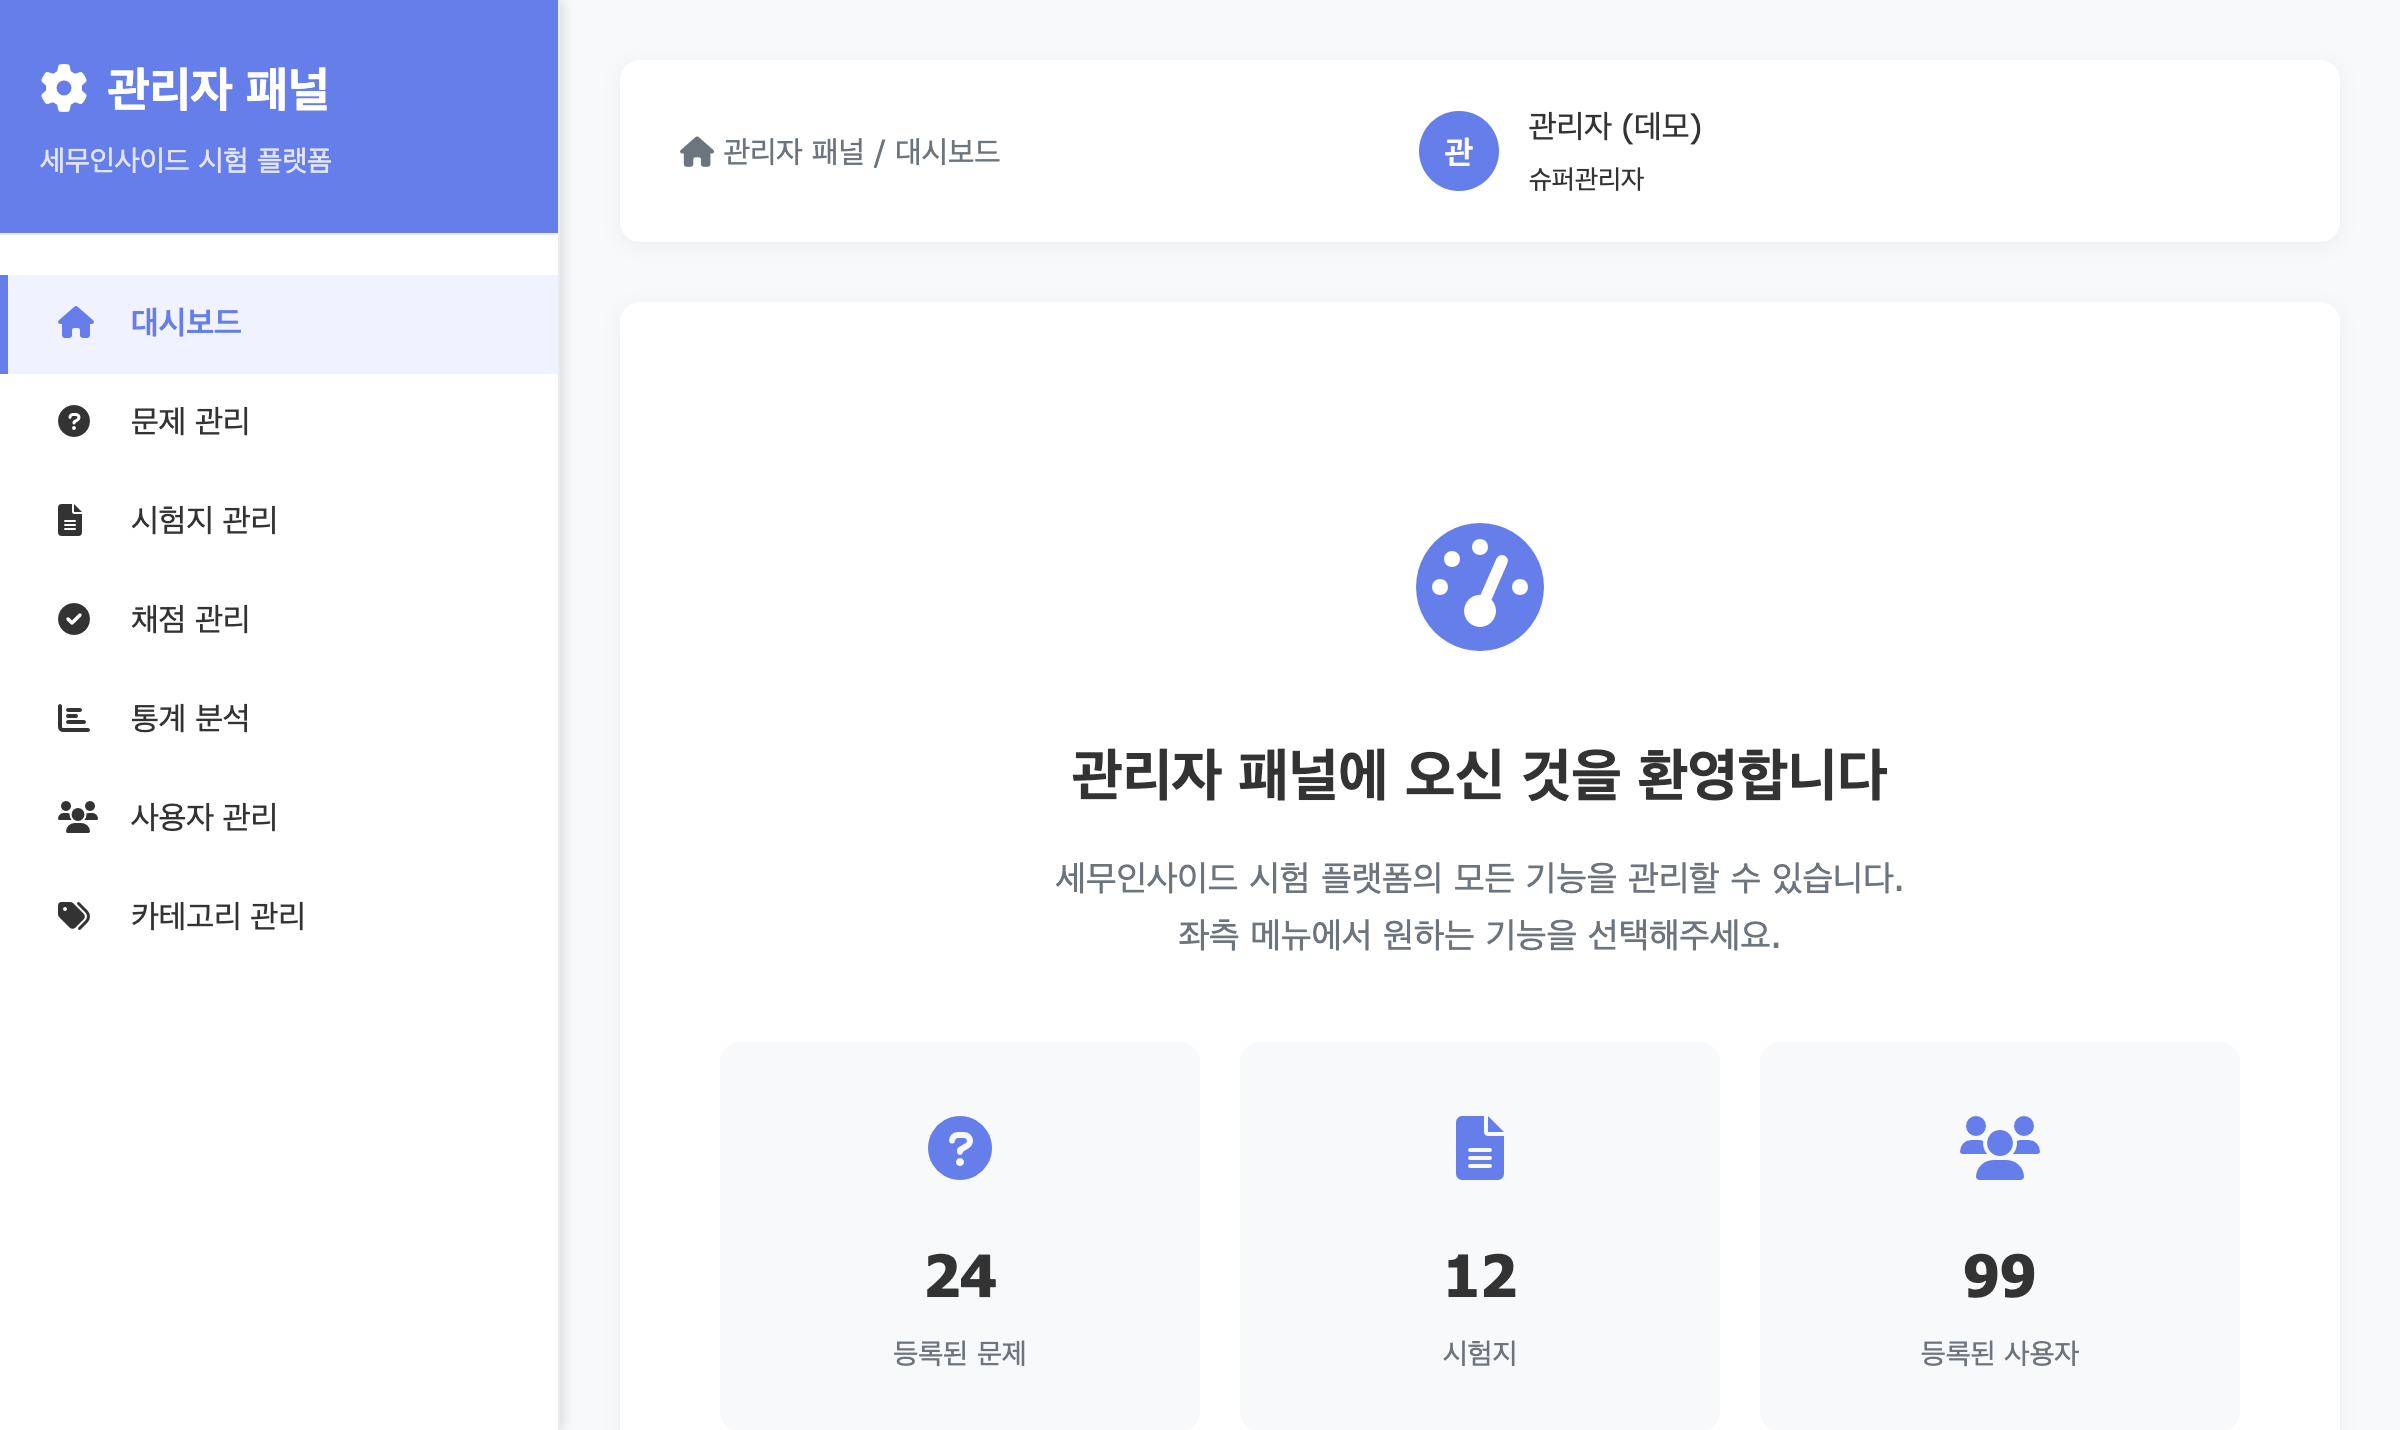 관리자 패널
세무인사이드 시험 플랫폼
대시보드
문제 관리
시험지 관리
채점 관리
통계 분석
사용자 관리
카테고리 관리
관리자 패널 / 대시보드
관
관리자 (데모)
슈퍼관리자
관리자 패널에 오신 것을 환영합니다
세무인사이드 시험 플랫폼의 모든 기능을 관리할 수 있습니다.
좌측 메뉴에서 원하는 기능을 선택해주세요.
24
등록된 문제
12
시험지
99
등록된 사용자